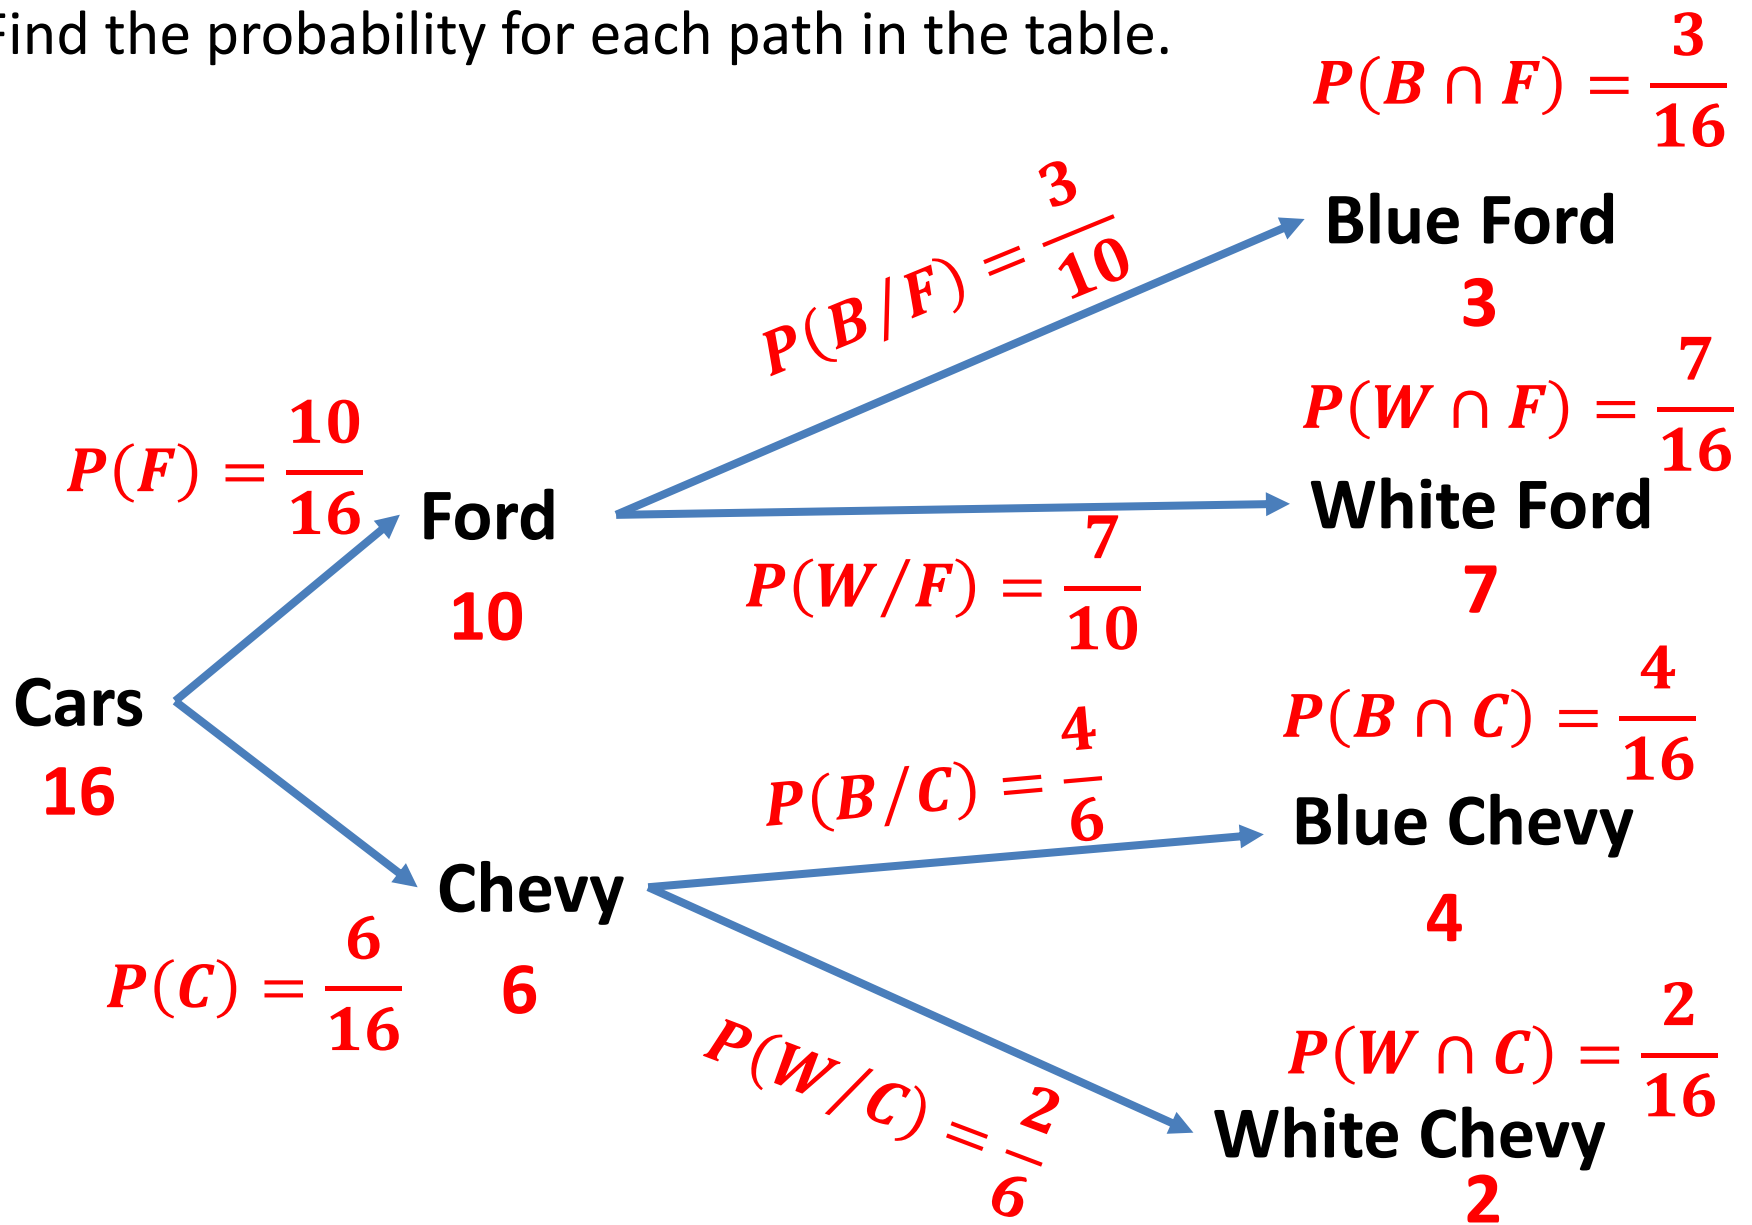 Find the probability for each path in the table.
P(B ∩ F) = 3/16
P(B/F) = 3/10
Blue Ford
3
P(W ∩ F) = 7/16
P(F) = 10/16
Ford
10
White Ford
7
P(W/F) = 7/10
Cars
16
P(B ∩ C) = 4/16
P(B/C) = 4/6
Blue Chevy
4
Chevy
6
P(C) = 6/16
P(W ∩ C) = 2/16
P(W/C) = 2/6
White Chevy
2